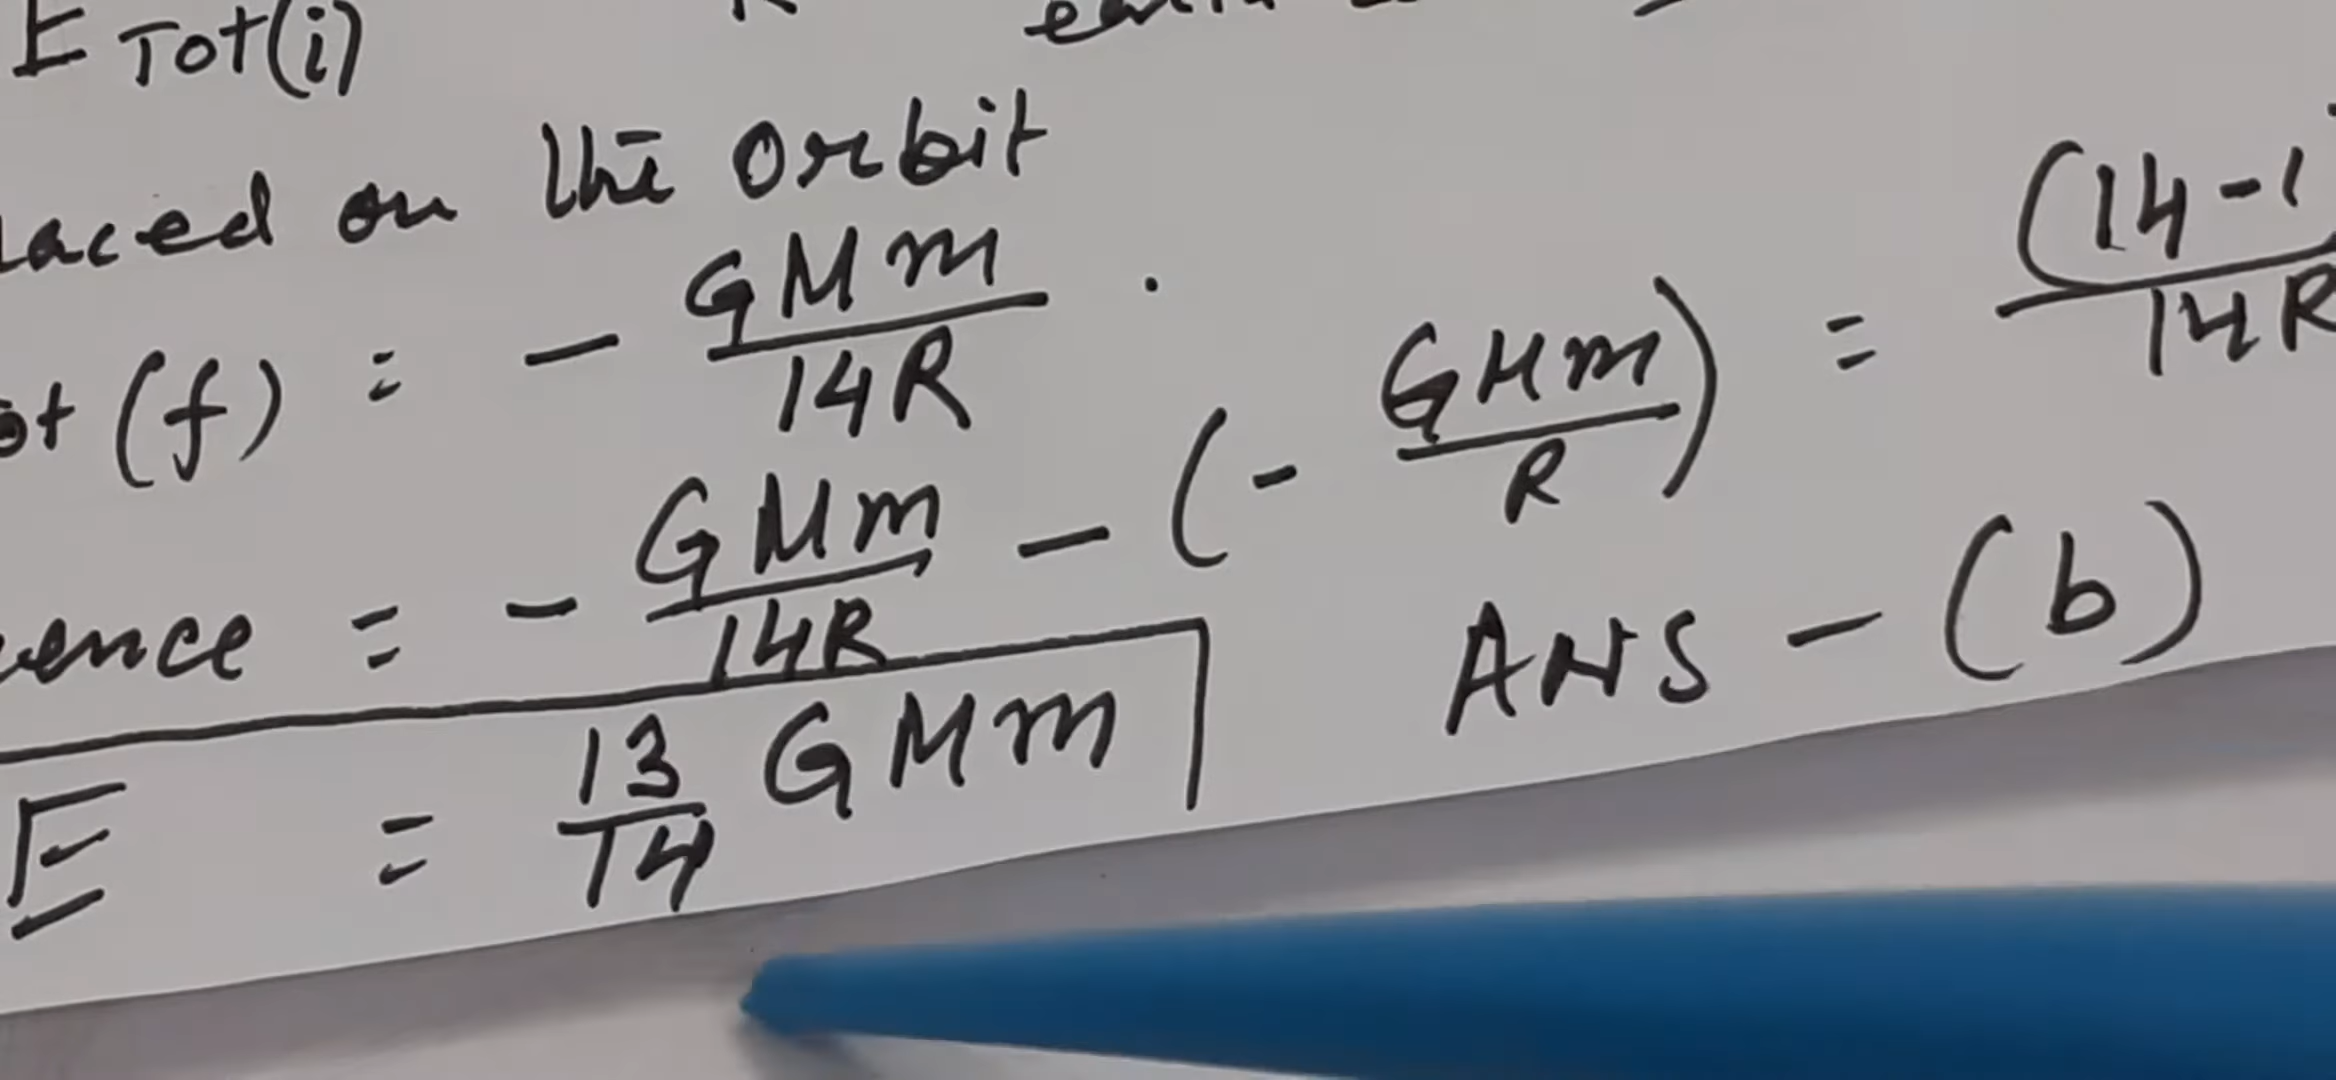 E Tot(i)
laced on the orbit
ot (f) = - GMm/14R .
ence = - GMm/14R - (- GMm/R) = (14-1)/14R
E = 13/14 GMm
ANS - (b)